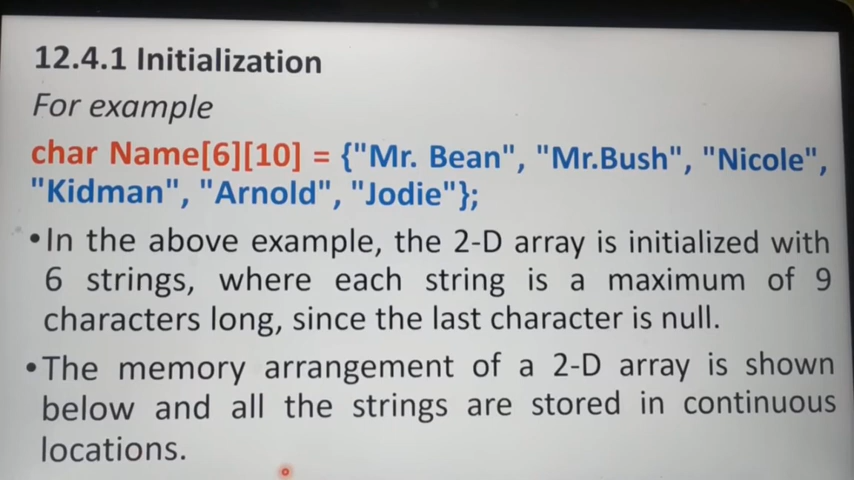 12.4.1 Initialization
For example
char Name[6][10] = {"Mr. Bean", "Mr.Bush", "Nicole",
"Kidman", "Arnold", "Jodie"};
•In the above example, the 2-D array is initialized with
6 strings, where each string is a maximum of 9
characters long, since the last character is null.
•The memory arrangement of a 2-D array is shown
below and all the strings are stored in continuous
locations.